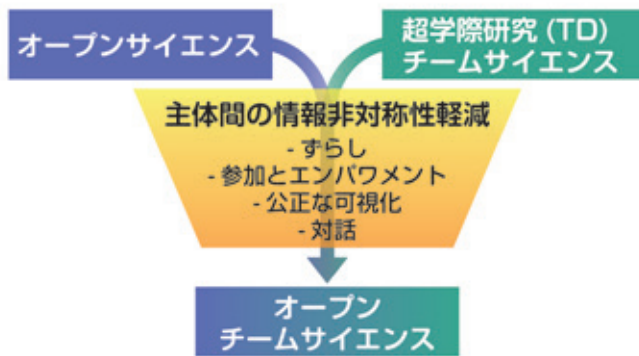 オープンサイエンス
超学際研究(TD)
チームサイエンス
主体間の情報非対称性軽減
- ずらし
- 参加とエンパワメント
- 公正な可視化
- 対話
オープン
チームサイエンス